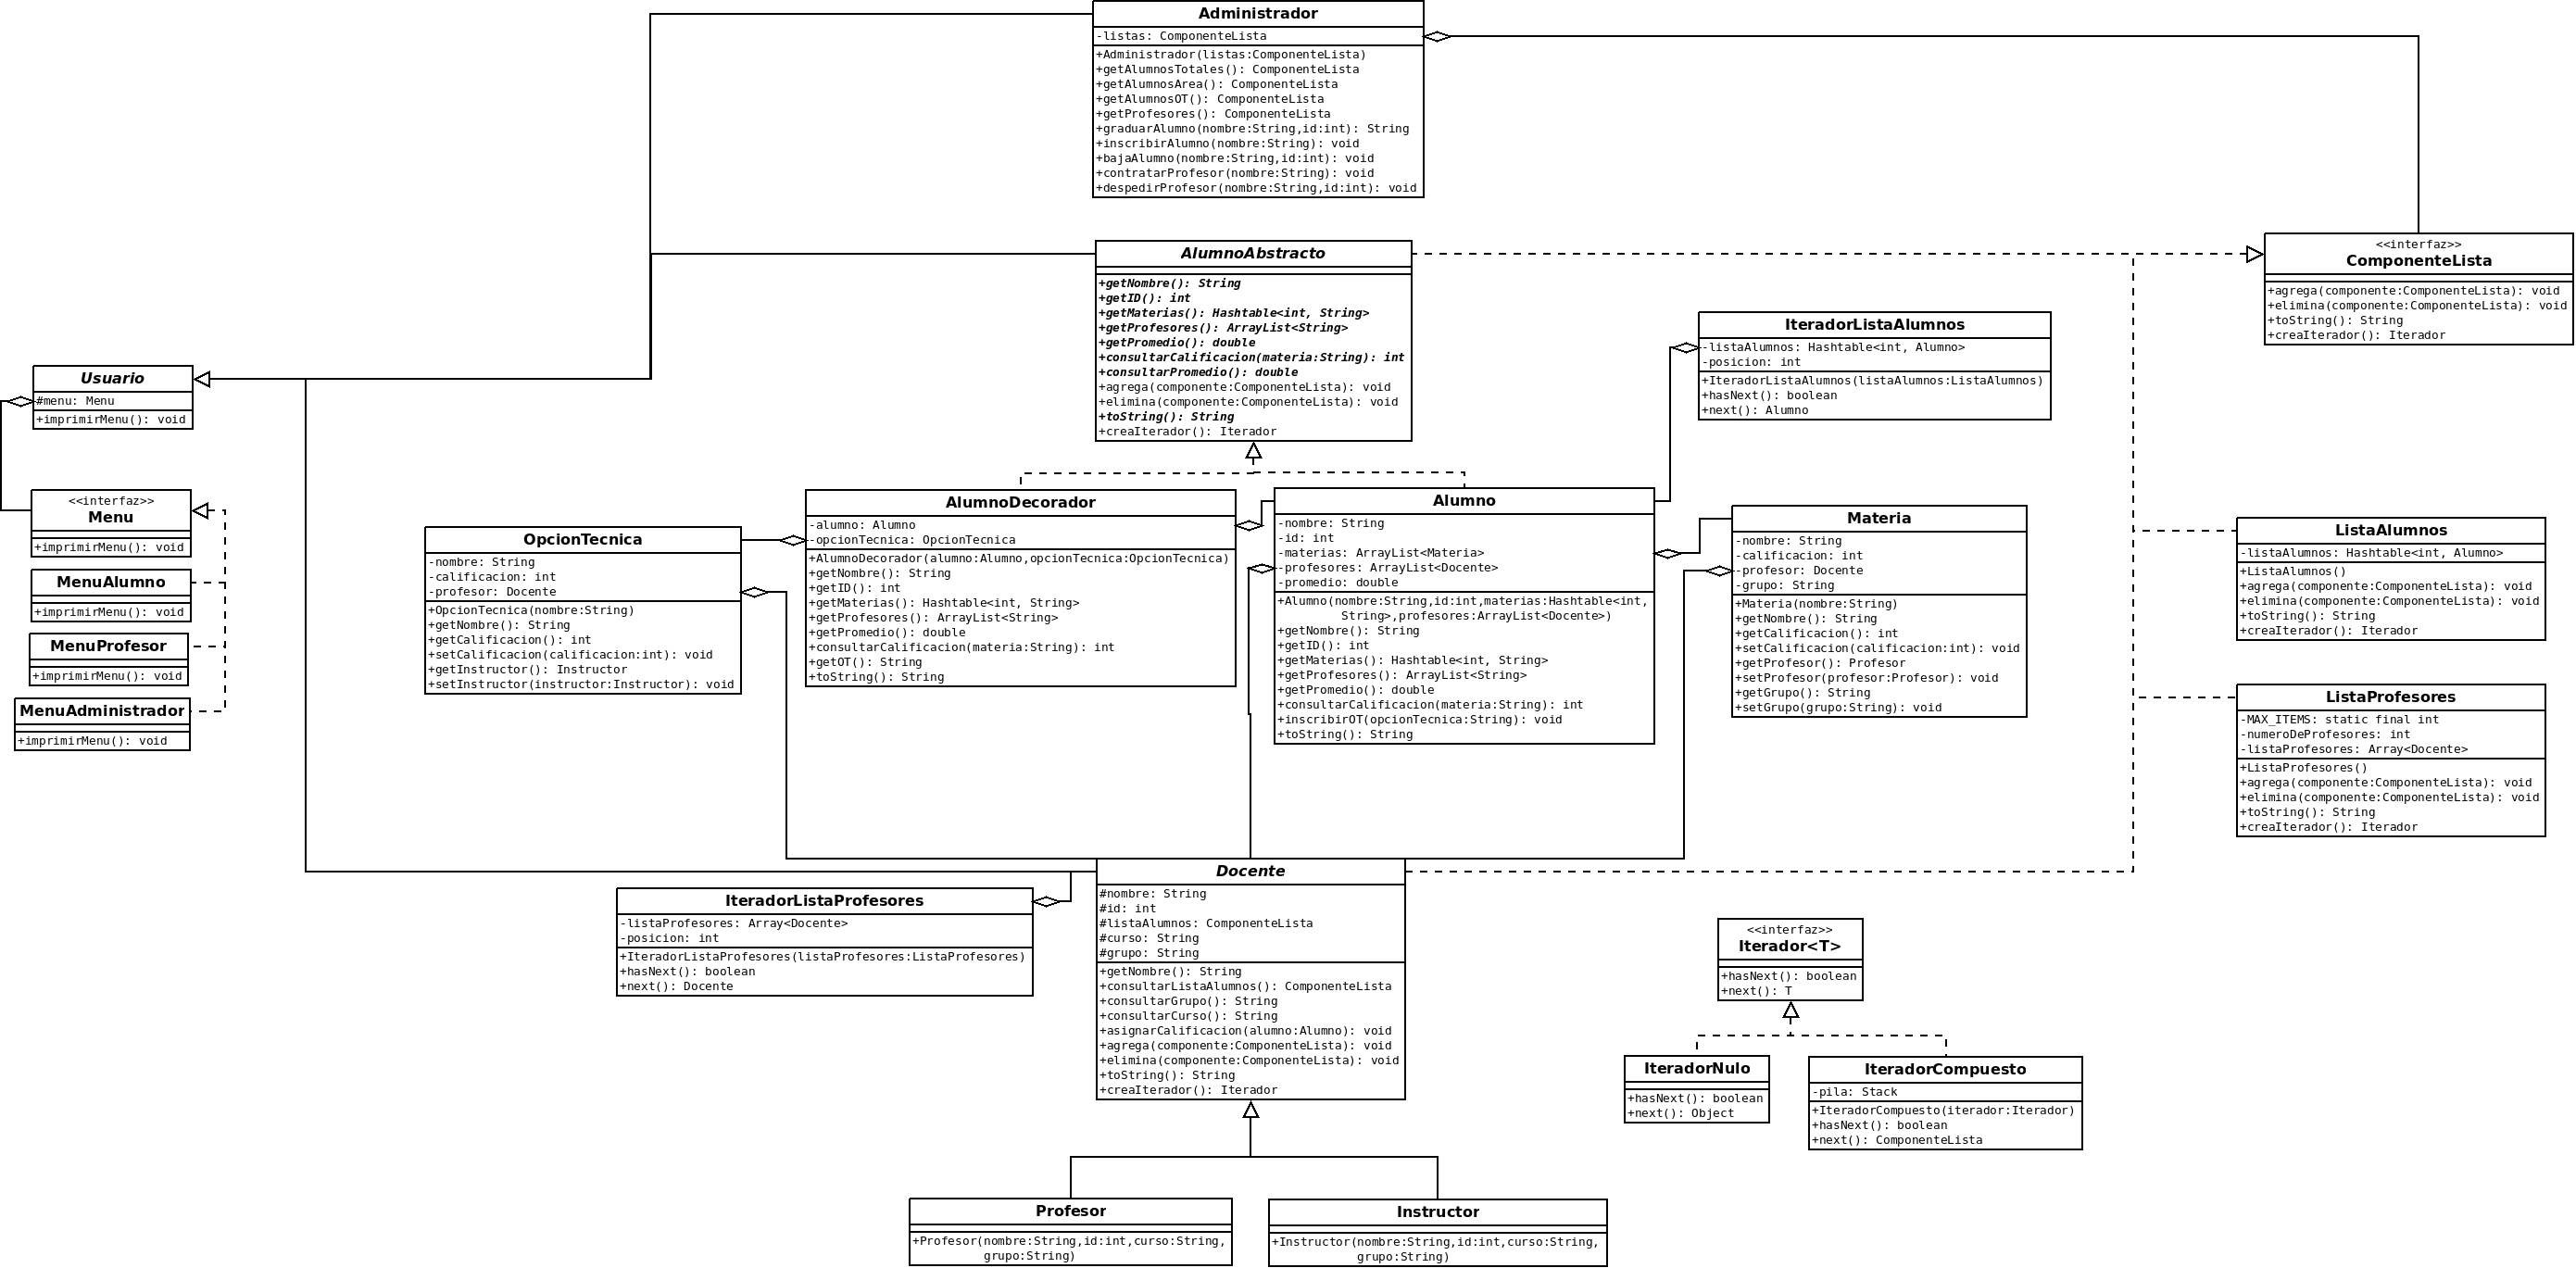 Administrador
-listas: ComponenteLista
+Administrador(listas:ComponenteLista)
+getAlumnosTotales(): ComponenteLista
+getAlumnosArea(): ComponenteLista
+getAlumnosOT(): ComponenteLista
+getProfesores(): ComponenteLista
+graduarAlumno(nombre:String,id:int): String
+inscribirAlumno(nombre:String): void
+bajaAlumno(nombre:String,id:int): void
+contratarProfesor(nombre:String): void
+despedirProfesor(nombre:String,id:int): void
<<interfaz>>
ComponenteLista
+agrega(componente:ComponenteLista): void
+elimina(componente:ComponenteLista): void
+toString(): String
+creaIterador(): Iterador
AlumnoAbstracto
+getNombre(): String
+getID(): int
+getMaterias(): Hashtable<int, String>
+getProfesores(): ArrayList<String>
+getPromedio(): double
+consultarCalificacion(materia:String): int
+consultarPromedio(): double
+agrega(componente:ComponenteLista): void
+elimina(componente:ComponenteLista): void
+toString(): String
+creaIterador(): Iterador
IteradorListaAlumnos
-listaAlumnos: Hashtable<int, Alumno>
-posicion: int
+IteradorListaAlumnos(listaAlumnos:ListaAlumnos)
+hasNext(): boolean
+next(): Alumno
Usuario
#menu: Menu
+imprimirMenu(): void
<<interfaz>>
Menu
+imprimirMenu(): void
MenuAlumno
+imprimirMenu(): void
MenuProfesor
+imprimirMenu(): void
MenuAdministrador
+imprimirMenu(): void
OpcionTecnica
-nombre: String
-calificacion: int
-profesor: Docente
+OpcionTecnica(nombre:String)
+getNombre(): String
+getCalificacion(): int
+setCalificacion(calificacion:int): void
+getInstructor(): Instructor
+setInstructor(instructor:Instructor): void
AlumnoDecorador
-alumno: Alumno
-opcionTecnica: OpcionTecnica
+AlumnoDecorador(alumno:Alumno,opcionTecnica:OpcionTecnica)
+getNombre(): String
+getID(): int
+getMaterias(): Hashtable<int, String>
+getProfesores(): ArrayList<String>
+getPromedio(): double
+consultarCalificacion(materia:String): int
+getOT(): String
+toString(): String
Alumno
-nombre: String
-id: int
-materias: ArrayList<Materia>
-profesores: ArrayList<Docente>
-promedio: double
+Alumno(nombre:String,id:int,materias:Hashtable<int,
String>,profesores:ArrayList<Docente>)
+getNombre(): String
+getID(): int
+getMaterias(): Hashtable<int, String>
+getProfesores(): ArrayList<String>
+getPromedio(): double
+consultarCalificacion(materia:String): int
+inscribirOT(opcionTecnica:String): void
+toString(): String
Materia
-nombre: String
-calificacion: int
-profesor: Docente
-grupo: String
+Materia(nombre:String)
+getNombre(): String
+getCalificacion(): int
+setCalificacion(calificacion:int): void
+getProfesor(): Profesor
+setProfesor(profesor:Profesor): void
+getGrupo(): String
+setGrupo(grupo:String): void
ListaAlumnos
-listaAlumnos: Hashtable<int, Alumno>
+ListaAlumnos()
+agrega(componente:ComponenteLista): void
+elimina(componente:ComponenteLista): void
+toString(): String
+creaIterador(): Iterador
ListaProfesores
-MAX_ITEMS: static final int
-numeroDeProfesores: int
-listaProfesores: Array<Docente>
+ListaProfesores()
+agrega(componente:ComponenteLista): void
+elimina(componente:ComponenteLista): void
+toString(): String
+creaIterador(): Iterador
IteradorListaProfesores
-listaProfesores: Array<Docente>
-posicion: int
+IteradorListaProfesores(listaProfesores:ListaProfesores)
+hasNext(): boolean
+next(): Docente
Docente
#nombre: String
#id: int
#listaAlumnos: ComponenteLista
#curso: String
#grupo: String
+getNombre(): String
+consultarListaAlumnos(): ComponenteLista
+consultarGrupo(): String
+consultarCurso(): String
+asignarCalificacion(alumno:Alumno): void
+agrega(componente:ComponenteLista): void
+elimina(componente:ComponenteLista): void
+toString(): String
+creaIterador(): Iterador
<<interfaz>>
Iterador<T>
+hasNext(): boolean
+next(): T
IteradorNulo
+hasNext(): boolean
+next(): Object
IteradorCompuesto
-pila: Stack
+IteradorCompuesto(iterador:Iterador)
+hasNext(): boolean
+next(): ComponenteLista
Profesor
+Profesor(nombre:String,id:int,curso:String,
grupo:String)
Instructor
+Instructor(nombre:String,id:int,curso:String,
grupo:String)